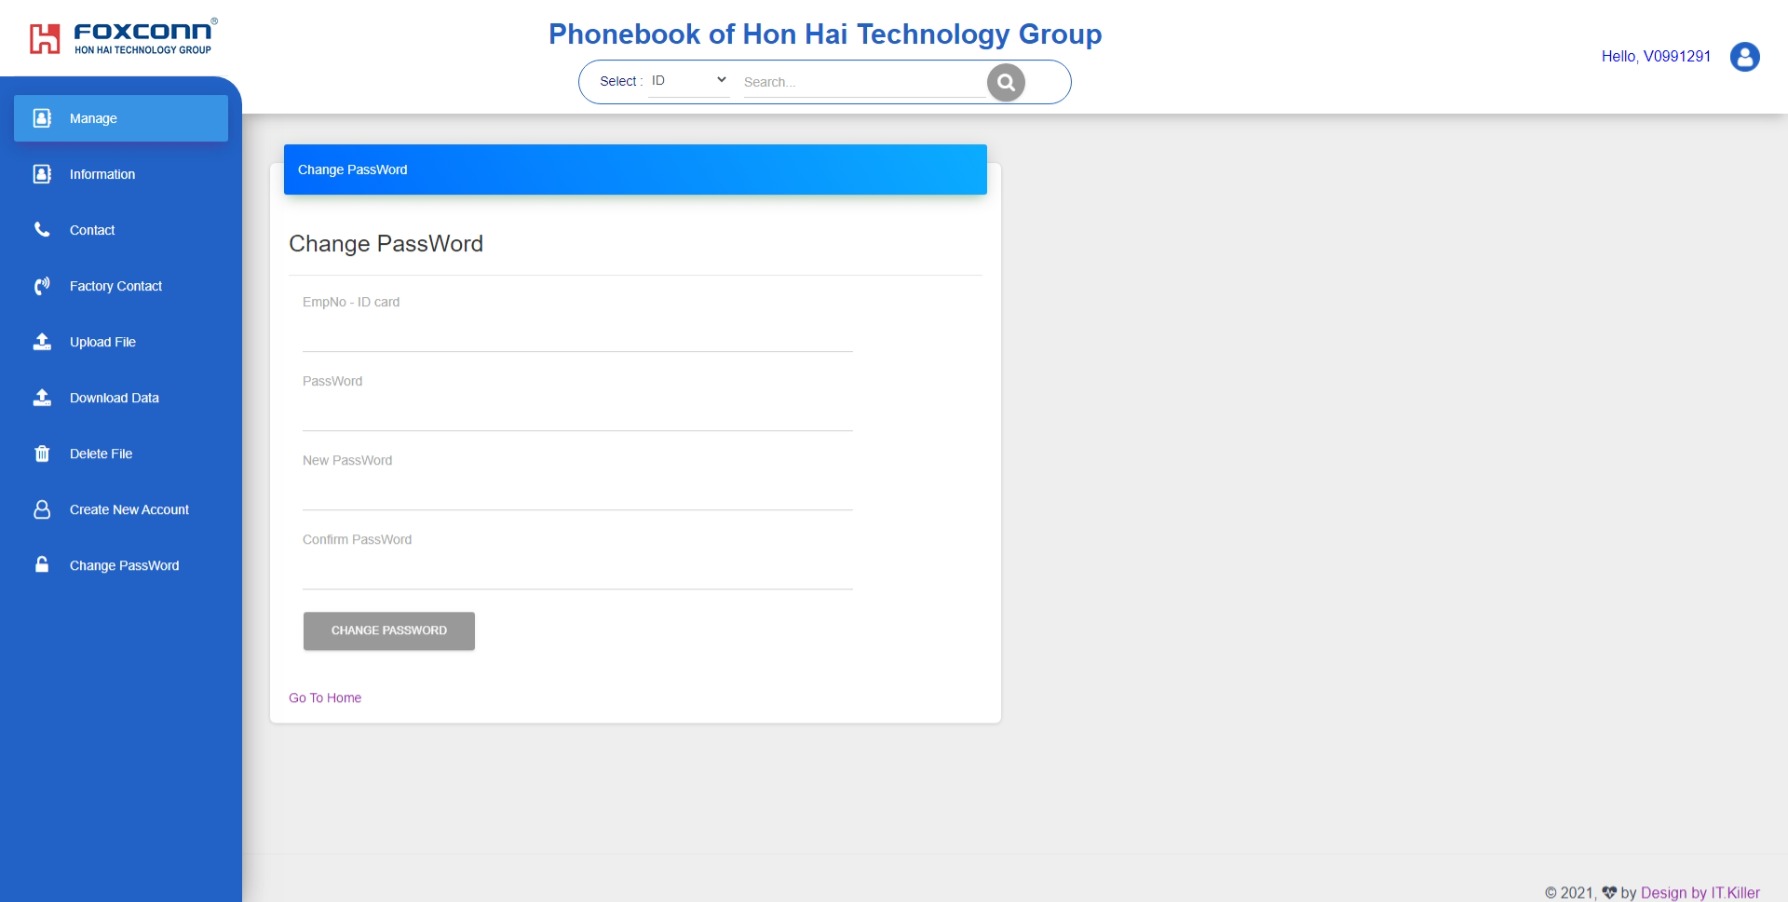 FOXCONN®
HON HAI TECHNOLOGY GROUP
Phonebook of Hon Hai Technology Group
Select : ID Search...
Hello, V0991291
Manage
Information
Contact
Factory Contact
Upload File
Download Data
Delete File
Create New Account
Change PassWord
Change PassWord
Change PassWord
EmpNo - ID card
PassWord
New PassWord
Confirm PassWord
CHANGE PASSWORD
Go To Home
© 2021, by Design by IT.Killer